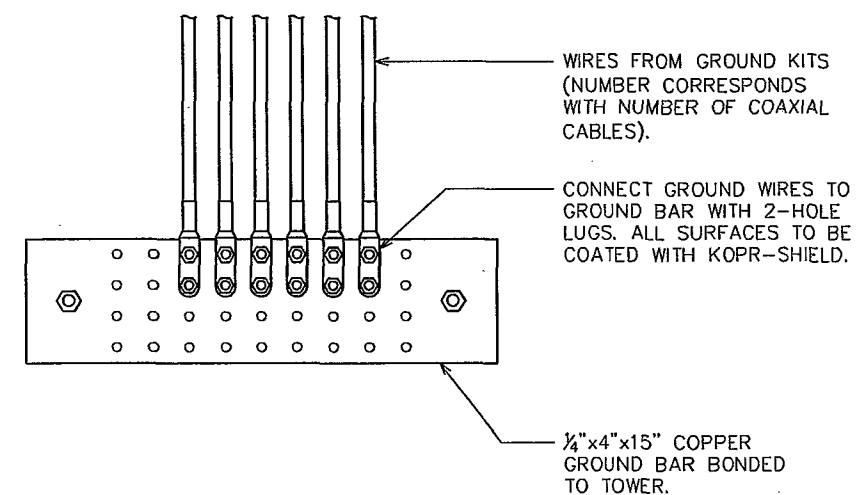 WIRES FROM GROUND KITS
(NUMBER CORRESPONDS
WITH NUMBER OF COAXIAL
CABLES).
CONNECT GROUND WIRES TO
GROUND BAR WITH 2-HOLE
LUGS. ALL SURFACES TO BE
COATED WITH KOPR-SHIELD.
¼"x4"x15" COPPER
GROUND BAR BONDED
TO TOWER.